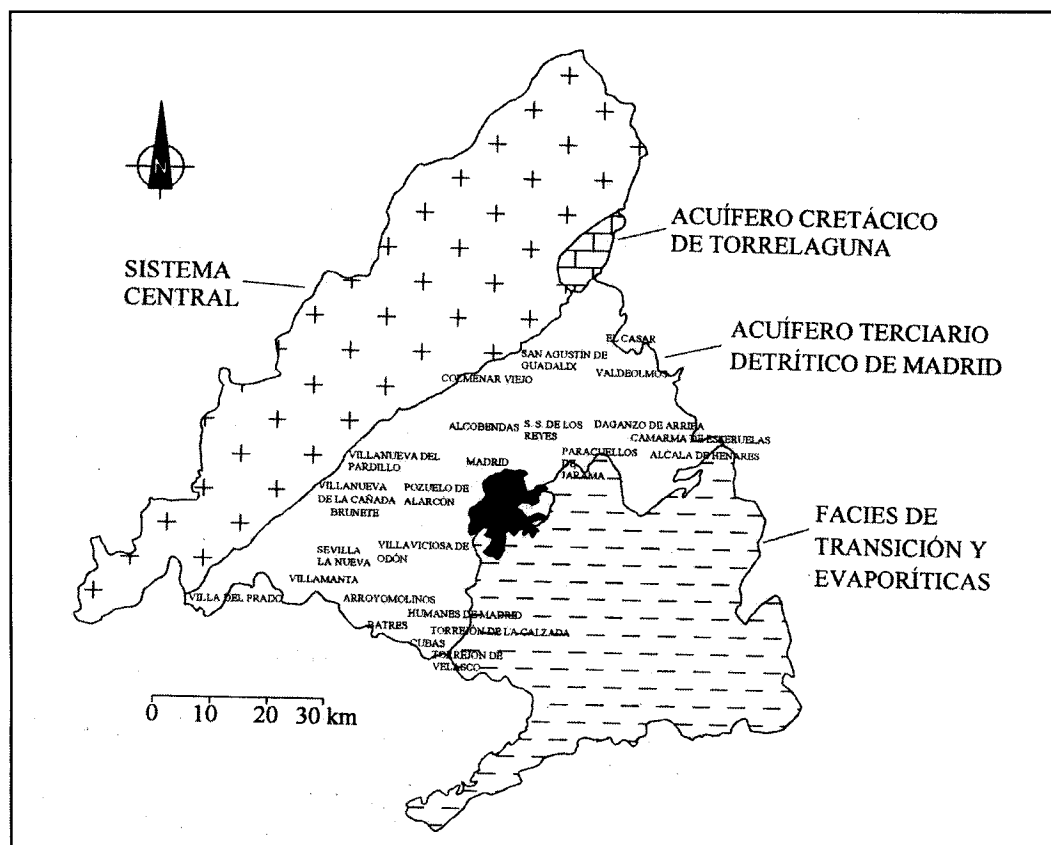 N
ACUÍFERO CRETÁCICO
DE TORRELAGUNA
SISTEMA
CENTRAL
ACUÍFERO TERCIARIO
DETRÍTICO DE MADRID
EL CASAR
SAN AGUSTÍN DE
GUADALIX
VALDEOLMOS
COLMENAR VIEJO
ALCOBENDAS
S. S. DE LOS
REYES
DAGANZO DE ARRIBA
CAMARMA DE ESTERUELAS
VILLANUEVA DEL
PARDILLO
MADRID
PARACUELLOS
DE
JARAMA
ALCALA DE HENARES
VILLANUEVA
DE LA CAÑADA
BRUNETE
POZUELO DE
ALARCÓN
FACIES DE
TRANSICIÓN Y
EVAPORÍTICAS
SEVILLA
LA NUEVA
VILLAVICIOSA DE
ODÓN
VILLAMANTA
VILLA DEL PRADO
ARROYOMOLINOS
HUMANES DE MADRID
BATRES
TORREJÓN DE LA CALZADA
CUBAS
TORREJÓN DE
VELASCO
0 10 20 30 km